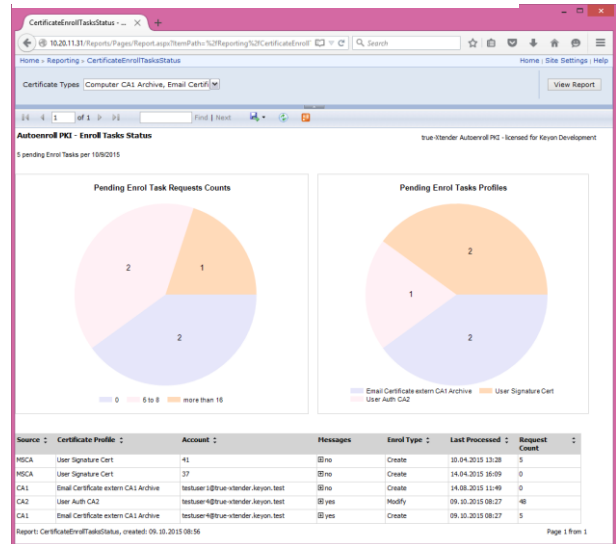 CertificateEnrollTasksStatus - ...
10.20.11.31/Reports/Pages/Report.aspx?ItemPath=%2fReporting%2fCertificateEnroll
Search
Home > Reporting > CertificateEnrollTasksStatus
Home | Site Settings | Help
Certificate Types Computer CA1 Archive, Email Certifi
View Report
1 of 1
Find | Next
Autoenroll PKI - Enrol Tasks Status
true-Xtender Autoenroll PKI - licensed for Keyon Development
5 pending Enrol Tasks per 10/9/2015
Pending Enrol Task Requests Counts
2
1
2
0
6 to 8
more than 16
Pending Enrol Tasks Profiles
2
1
2
Email Certificate extern CA1 Archive
User Signature Cert
User Auth CA2
Source Certificate Profile Account Messages Enrol Type Last Processed Request Count
MSCA User Signature Cert 41 no Create 10.04.2015 13:28 5
MSCA User Signature Cert 37 no Create 14.04.2015 16:09 0
CA1 Email Certificate extern CA1 Archive testuser1@true-xtender.keyon.test no Create 14.08.2015 11:49 0
CA2 User Auth CA2 testuser4@true-xtender.keyon.test yes Modify 09.10.2015 08:27 48
CA1 Email Certificate extern CA1 Archive testuser4@true-xtender.keyon.test yes Create 09.10.2015 08:27 5
Report: CertificateEnrollTasksStatus, created: 09.10.2015 08:56
Page 1 from 1